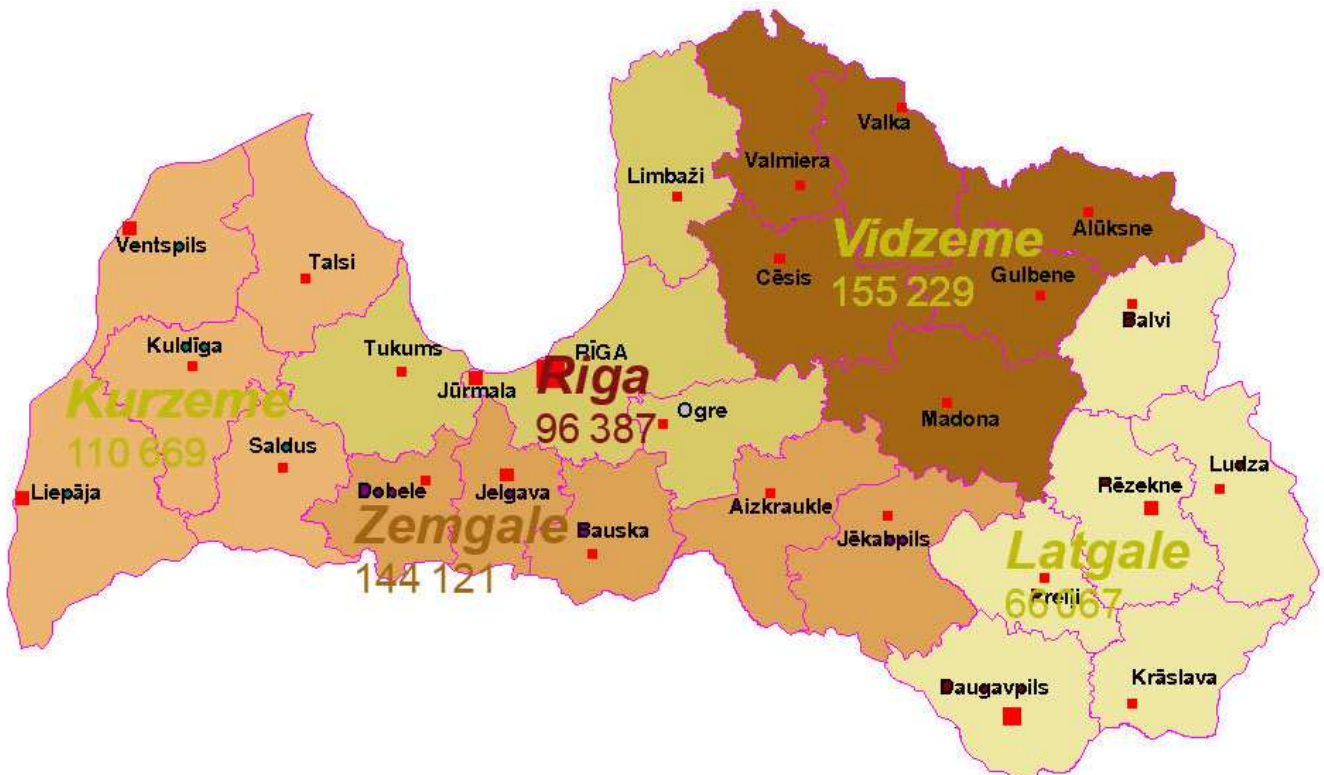 Valka
Valmiera
Limbaži
Alūksne
Vidzeme
155 229
Ventspils
Talsi
Cēsis
Gulbene
Balvi
Kuldīga
Tukums
RĪGA
Jūrmala
Riga
96 387
Kurzeme
110 669
Ogre
Madona
Saldus
Liepāja
Dobele
Jelgava
Zemgale
144 121
Bauska
Aizkraukle
Jēkabpils
Rēzekne
Ludza
Latgale
66 067
Preiļi
Daugavpils
Krāslava